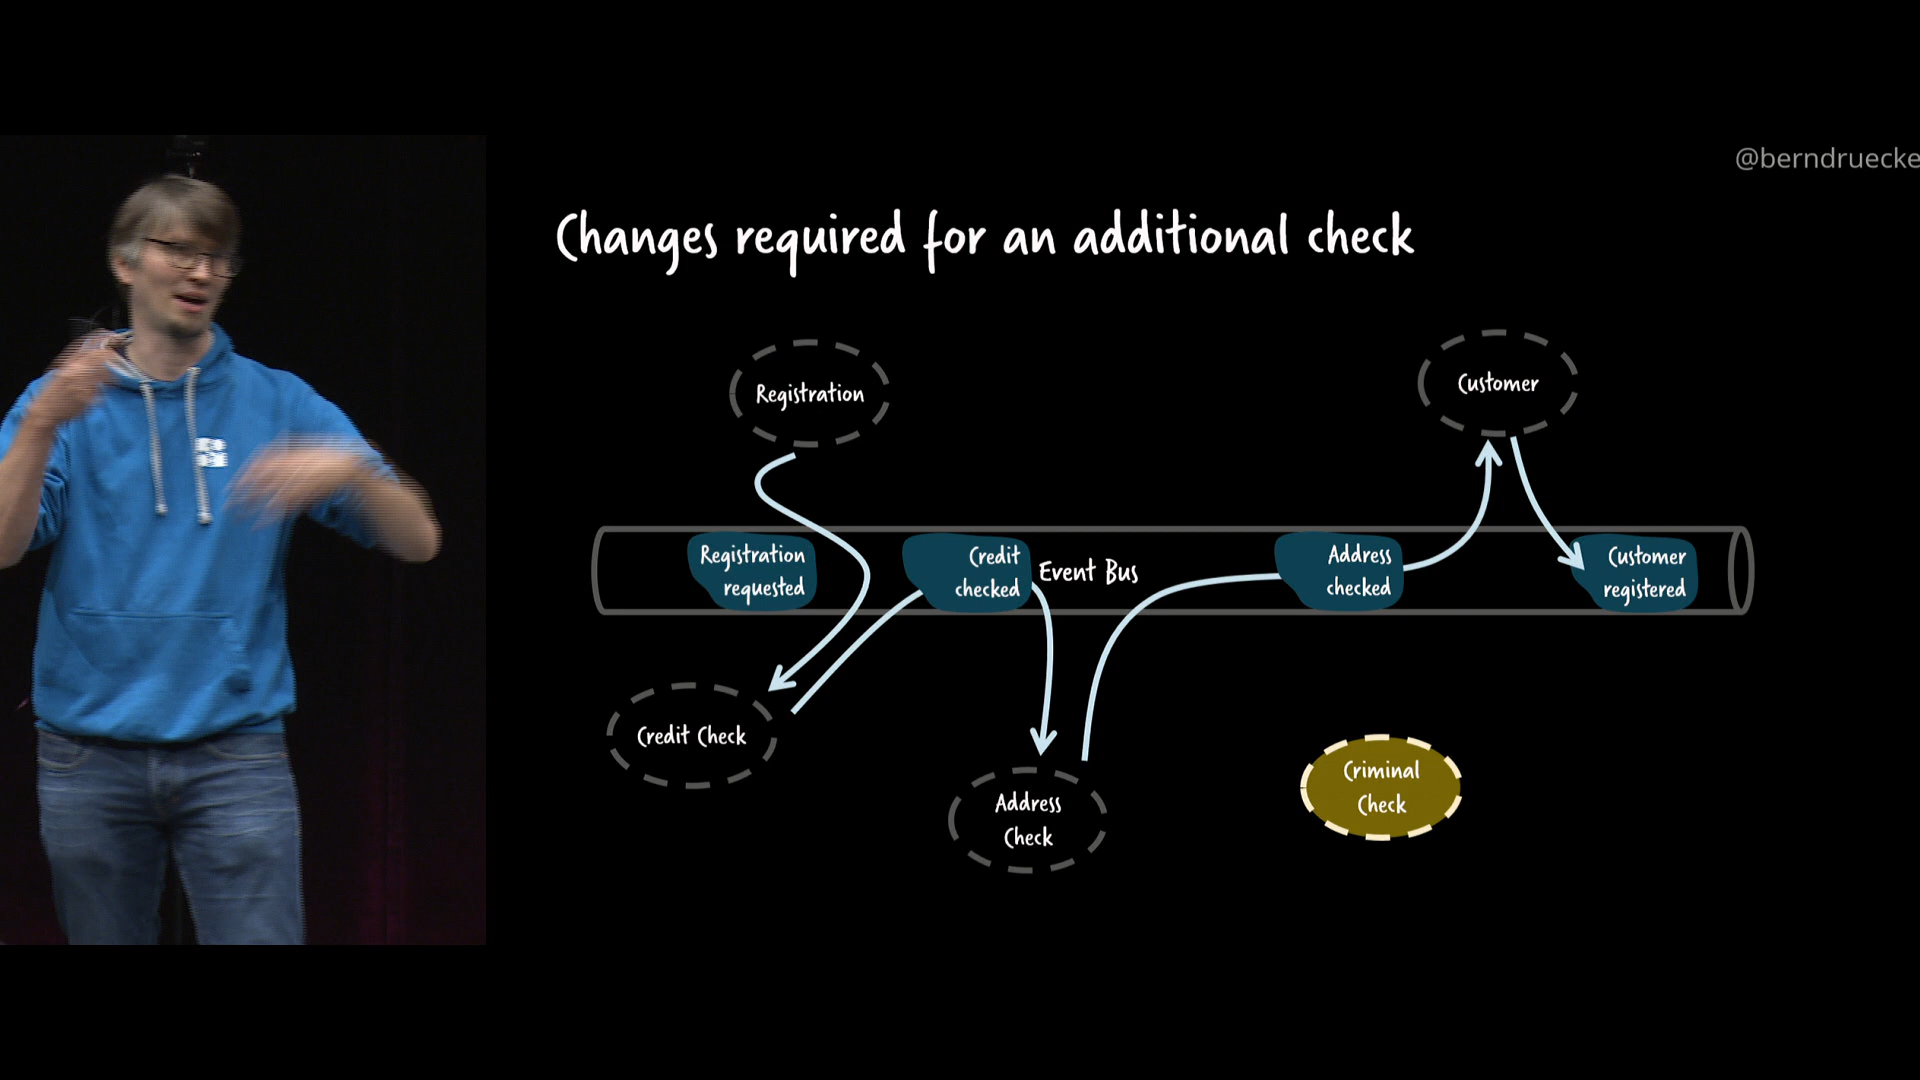 @berndruecke
Changes required for an additional check
Registration
Customer
Registration
requested
Credit
checked
Event Bus
Address
checked
Customer
registered
Credit Check
Address
Check
Criminal
Check